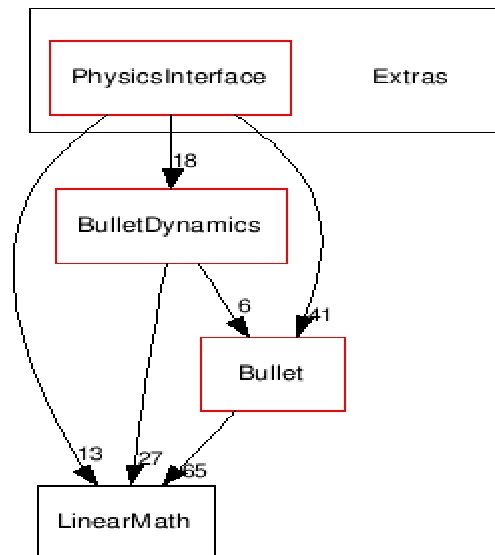 PhysicsInterface Extras
18
BulletDynamics
6
41
Bullet
13
27
65
LinearMath